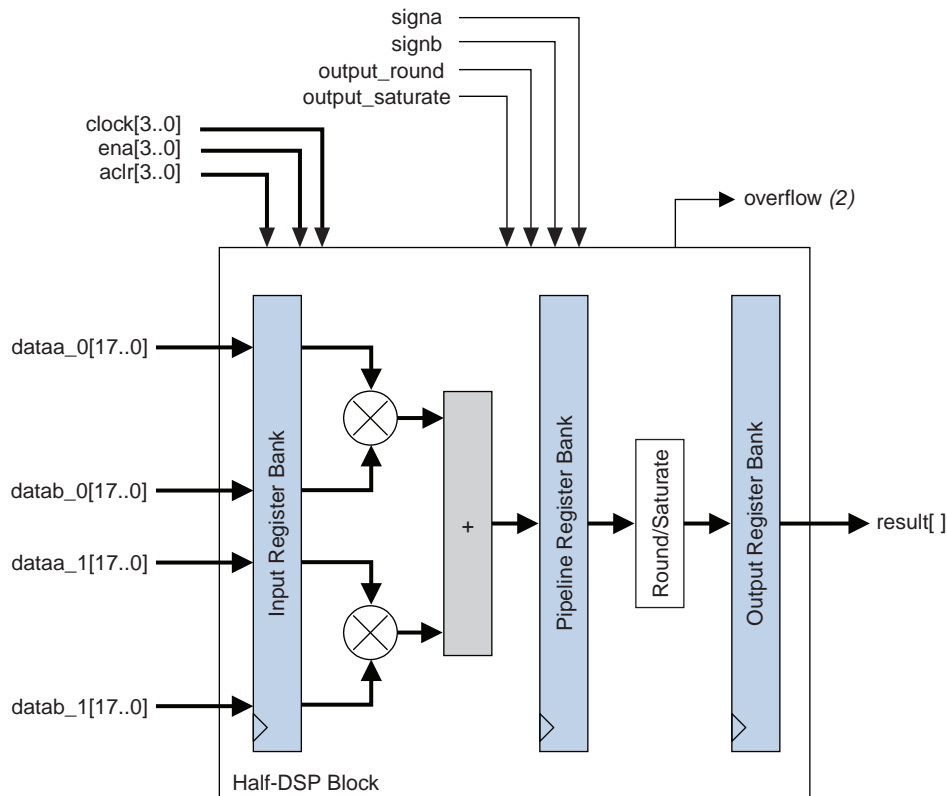 signa
signb
output_round
output_saturate
clock[3..0]
ena[3..0]
aclr[3..0]
overflow (2)
dataa_0[17..0]
datab_0[17..0]
dataa_1[17..0]
datab_1[17..0]
Input Register Bank
+
Pipeline Register Bank
Round/Saturate
Output Register Bank
result[ ]
Half-DSP Block